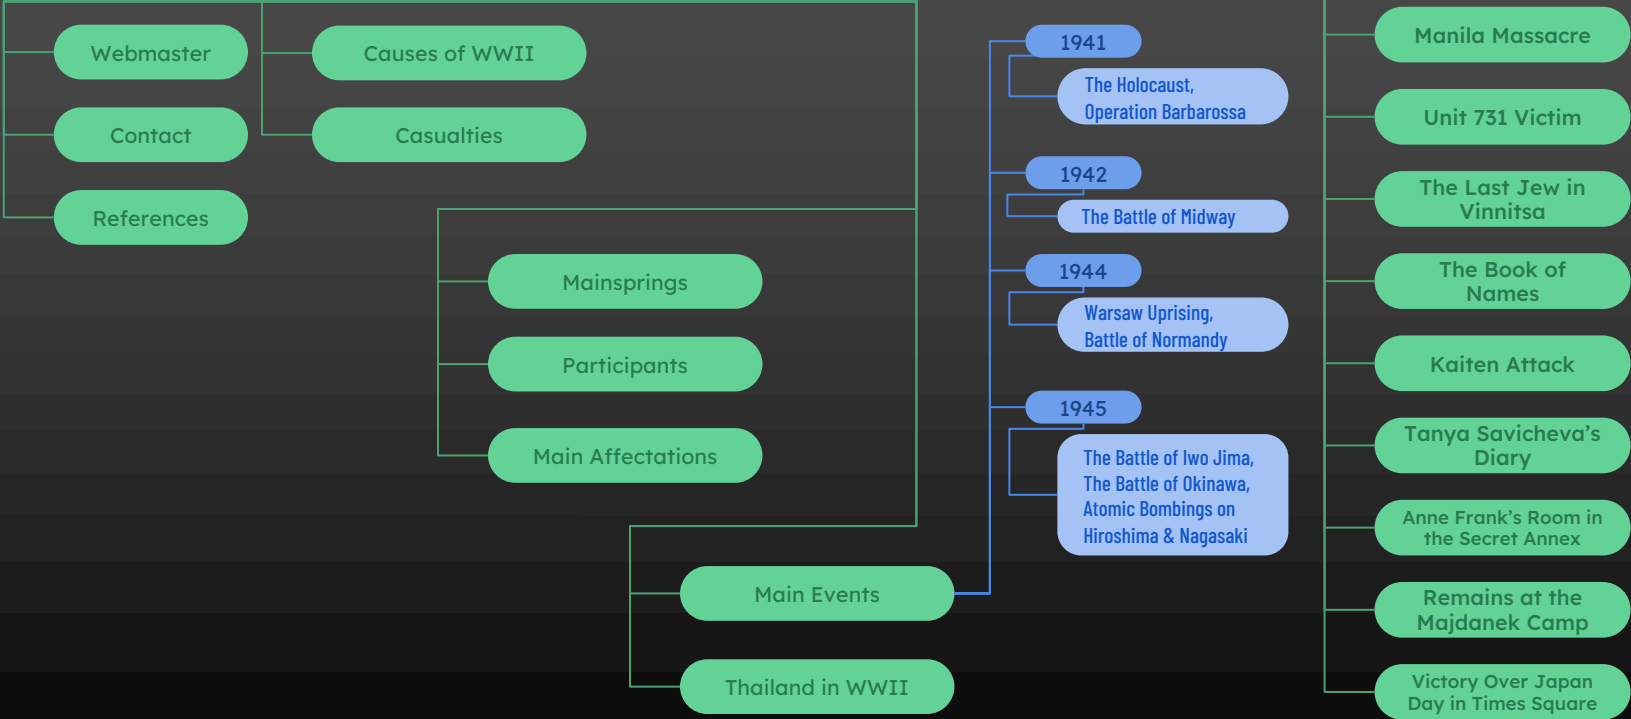 Webmaster
Contact
References
Causes of WWII
Casualties
Mainsprings
Participants
Main Affectations
Main Events
Thailand in WWII
1941
The Holocaust,
Operation Barbarossa
1942
The Battle of Midway
1944
Warsaw Uprising,
Battle of Normandy
1945
The Battle of Iwo Jima,
The Battle of Okinawa,
Atomic Bombings on
Hiroshima & Nagasaki
Manila Massacre
Unit 731 Victim
The Last Jew in
Vinnitsa
The Book of
Names
Kaiten Attack
Tanya Savicheva’s
Diary
Anne Frank’s Room in
the Secret Annex
Remains at the
Majdanek Camp
Victory Over Japan
Day in Times Square